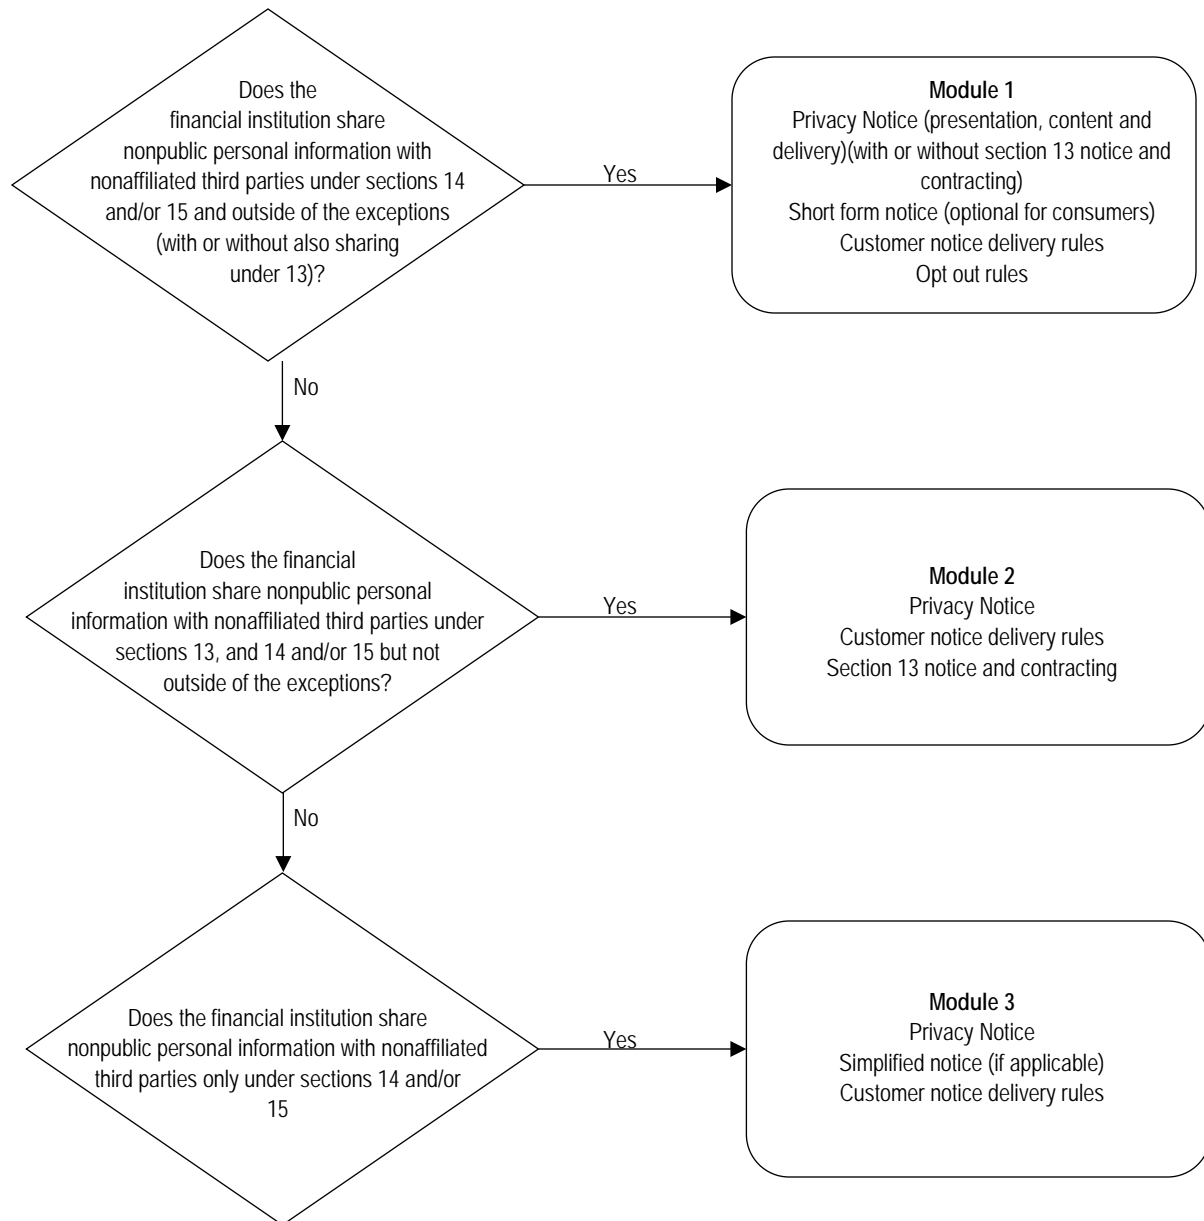 Does the
financial institution share
nonpublic personal information with
nonaffiliated third parties under sections 14
and/or 15 and outside of the exceptions
(with or without also sharing
under 13)?
Yes
Module 1
Privacy Notice (presentation, content and
delivery)(with or without section 13 notice and
contracting)
Short form notice (optional for consumers)
Customer notice delivery rules
Opt out rules
No
Does the financial
institution share nonpublic personal
information with nonaffiliated third parties under
sections 13, and 14 and/or 15 but not
outside of the exceptions?
Yes
Module 2
Privacy Notice
Customer notice delivery rules
Section 13 notice and contracting
No
Does the financial institution share
nonpublic personal information with nonaffiliated
third parties only under sections 14 and/or
15
Yes
Module 3
Privacy Notice
Simplified notice (if applicable)
Customer notice delivery rules